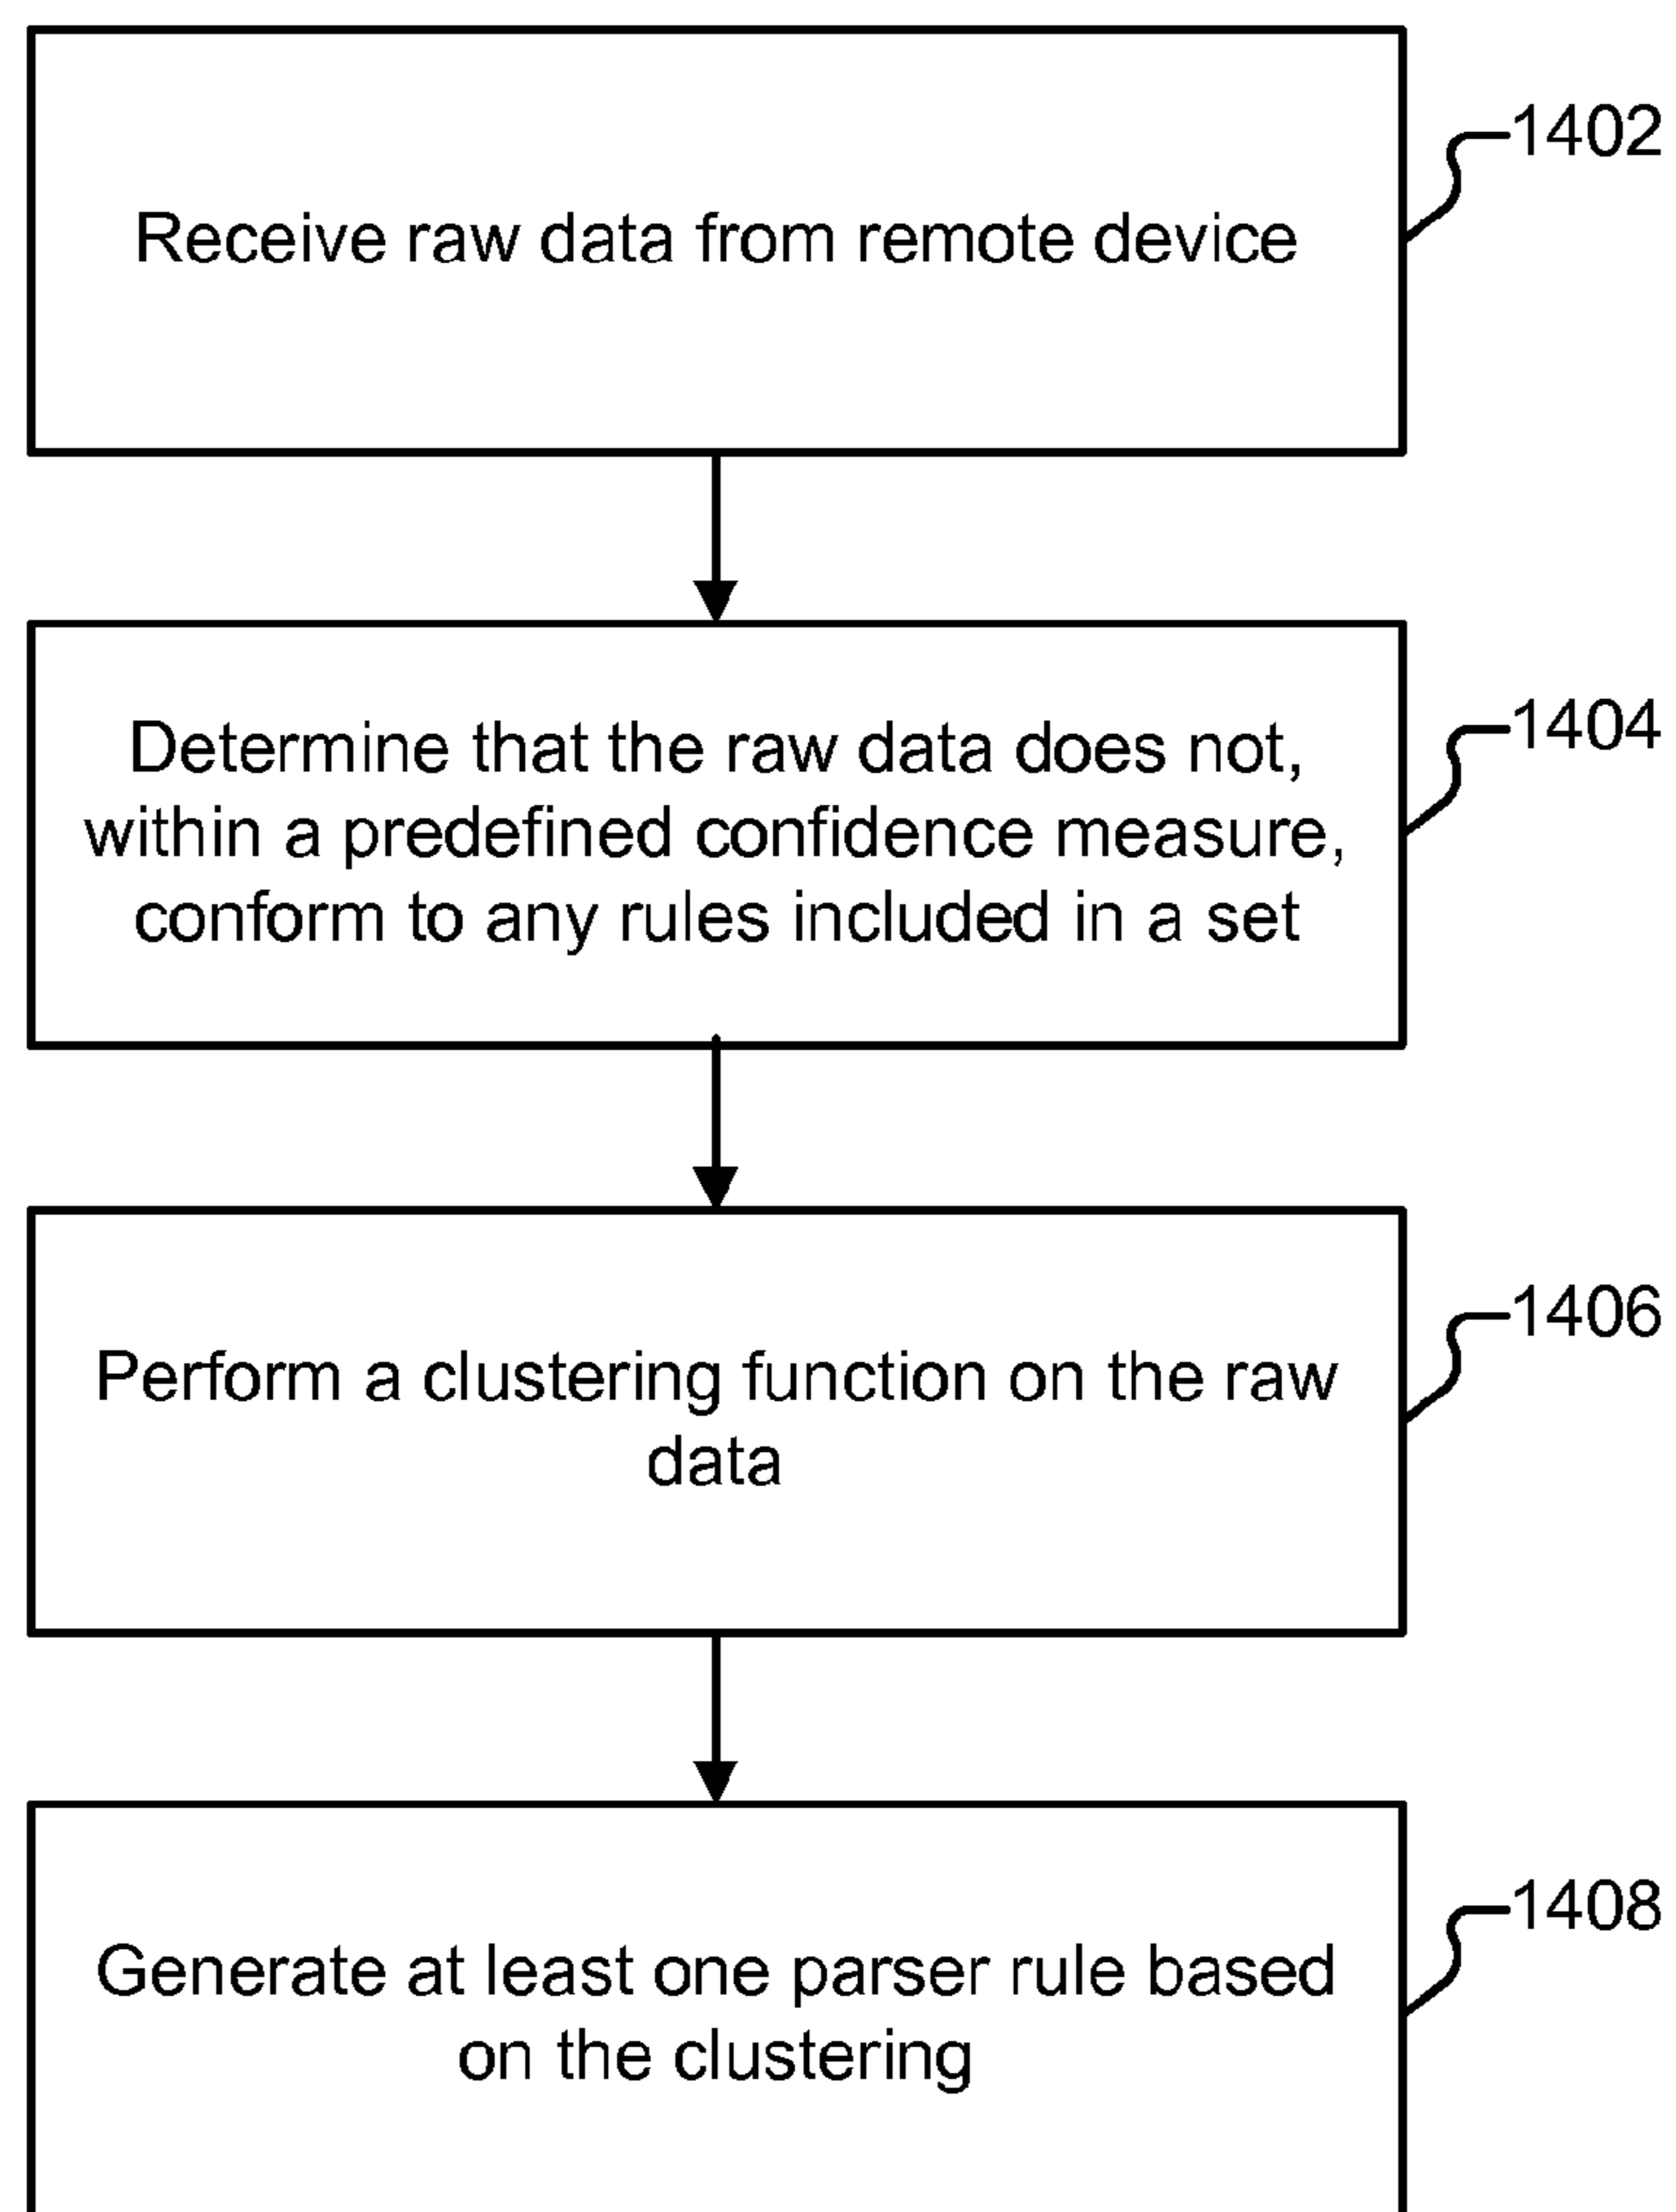 Receive raw data from remote device
1402
Determine that the raw data does not,
within a predefined confidence measure,
conform to any rules included in a set
1404
Perform a clustering function on the raw
data
1406
Generate at least one parser rule based
on the clustering
1408